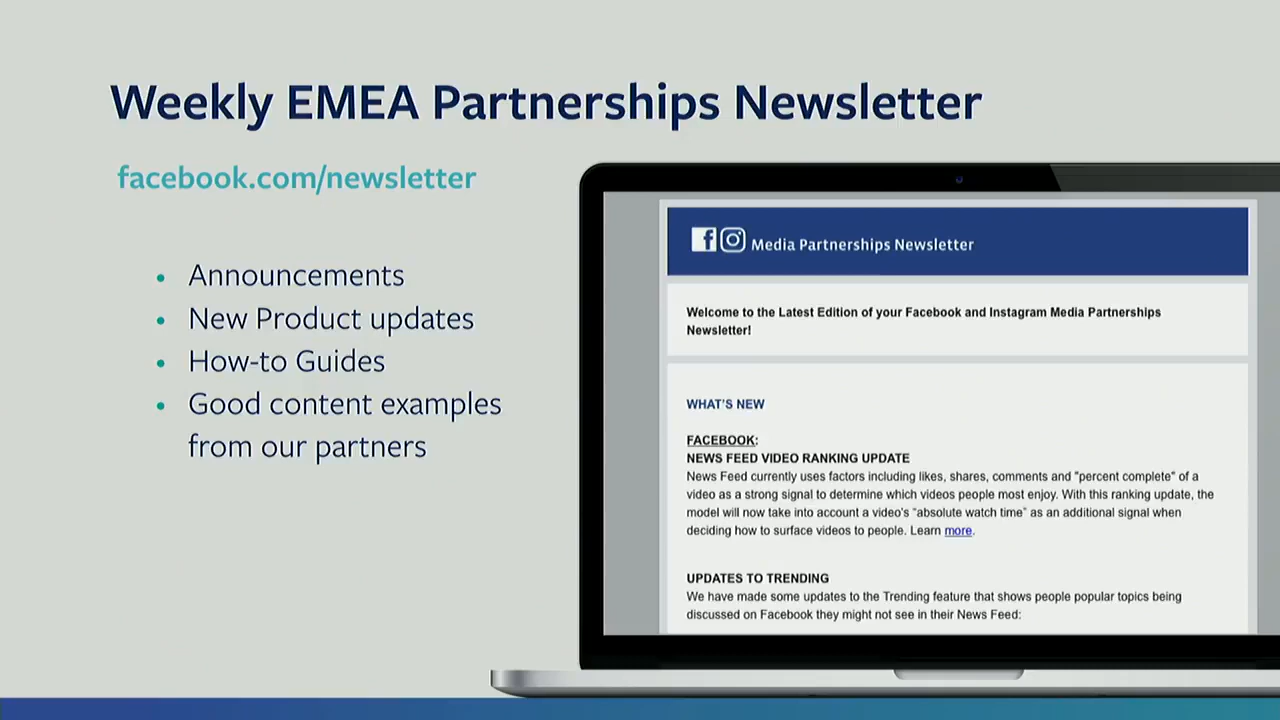 Weekly EMEA Partnerships Newsletter
facebook.com/newsletter
• Announcements
• New Product updates
• How-to Guides
• Good content examples
from our partners
Media Partnerships Newsletter
Welcome to the Latest Edition of your Facebook and Instagram Media Partnerships
Newsletter!
WHAT'S NEW
FACEBOOK:
NEWS FEED VIDEO RANKING UPDATE
News Feed currently uses factors including likes, shares, comments and "percent complete" of a
video as a strong signal to determine which videos people most enjoy. With this ranking update, the
model will now take into account a video's “absolute watch time” as an additional signal when
deciding how to surface videos to people. Learn more.
UPDATES TO TRENDING
We have made some updates to the Trending feature that shows people popular topics being
discussed on Facebook they might not see in their News Feed: